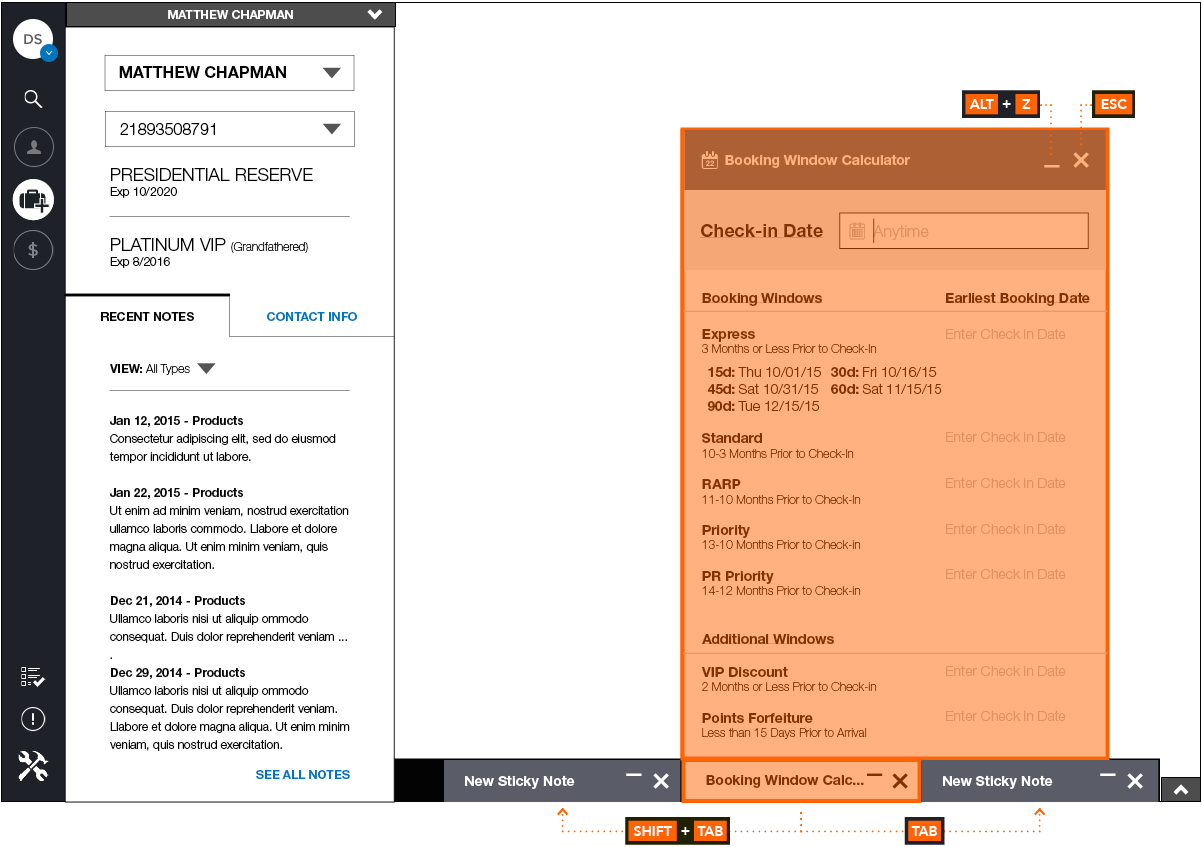 DS
$
MATTHEW CHAPMAN
MATTHEW CHAPMAN
21893508791
PRESIDENTIAL RESERVE
Exp 10/2020
PLATINUM VIP (Grandfathered)
Exp 8/2016
RECENT NOTES
CONTACT INFO
VIEW: All Types
Jan 12, 2015 - Products
Consectetur adipiscing elit, sed do eiusmod
tempor incididunt ut labore.
Jan 22, 2015 - Products
Ut enim ad minim veniam, nostrud exercitation
ullamco laboris commodo. Llabore et dolore
magna aliqua. Ut enim minim veniam, quis
nostrud exercitation.
Dec 21, 2014 - Products
Ullamco laboris nisi ut aliquip ommodo
consequat. Duis dolor reprehenderit veniam ...
.
Dec 29, 2014 - Products
Ullamco laboris nisi ut aliquip ommodo
consequat. Duis dolor reprehenderit veniam.
Llabore et dolore magna aliqua. Ut enim minim
veniam, quis nostrud exercitation.
SEE ALL NOTES
ALT + Z
ESC
22 Booking Window Calculator
Check-in Date Anytime
Booking Windows Earliest Booking Date
Express Enter Check in Date
3 Months or Less Prior to Check-In
15d: Thu 10/01/15 30d: Fri 10/16/15
45d: Sat 10/31/15 60d: Sat 11/15/15
90d: Tue 12/15/15
Standard Enter Check in Date
10-3 Months Prior to Check-In
RARP Enter Check in Date
11-10 Months Prior to Check-In
Priority Enter Check in Date
13-10 Months Prior to Check-in
PR Priority Enter Check in Date
14-12 Months Prior to Check-In
Additional Windows
VIP Discount Enter Check in Date
2 Months or Less Prior to Check-in
Points Forfeiture Enter Check in Date
Less than 15 Days Prior to Arrival
New Sticky Note
Booking Window Calc...
New Sticky Note
SHIFT + TAB
TAB